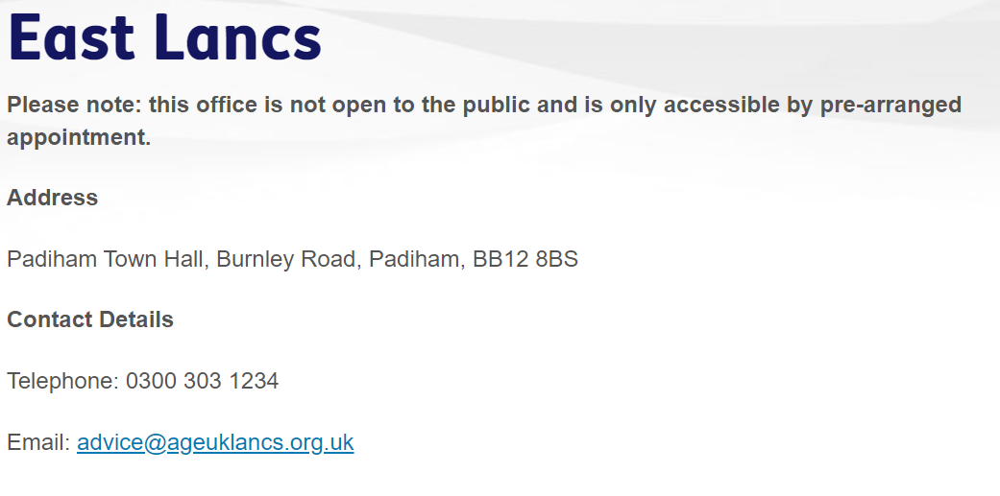 East Lancs
Please note: this office is not open to the public and is only accessible by pre-arranged
appointment.
Address
Padiham Town Hall, Burnley Road, Padiham, BB12 8BS
Contact Details
Telephone: 0300 303 1234
Email: advice@ageuklancs.org.uk